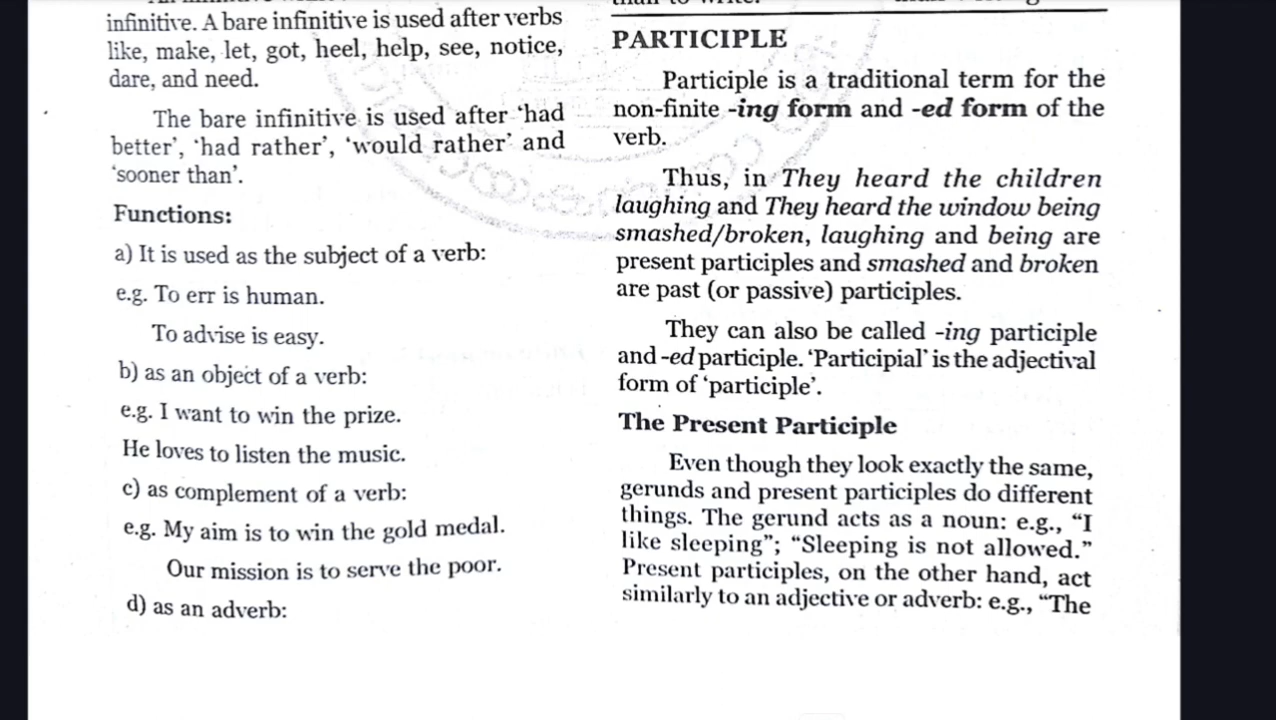 infinitive. A bare infinitive is used after verbs
like, make, let, got, heel, help, see, notice,
dare, and need.
The bare infinitive is used after ‘had
better’, ‘had rather’, ‘would rather’ and
‘sooner than’.
Functions:
a) It is used as the subject of a verb:
e.g. To err is human.
To advise is easy.
b) as an object of a verb:
e.g. I want to win the prize.
He loves to listen the music.
c) as complement of a verb:
e.g. My aim is to win the gold medal.
Our mission is to serve the poor.
d) as an adverb:
PARTICIPLE
Participle is a traditional term for the
non-finite -ing form and -ed form of the
verb.
Thus, in They heard the children
laughing and They heard the window being
smashed/broken, laughing and being are
present participles and smashed and broken
are past (or passive) participles.
They can also be called -ing participle
and -ed participle. ‘Participial’ is the adjectival
form of ‘participle’.
The Present Participle
Even though they look exactly the same,
gerunds and present participles do different
things. The gerund acts as a noun: e.g., “I
like sleeping”; “Sleeping is not allowed.”
Present participles, on the other hand, act
similarly to an adjective or adverb: e.g., “The